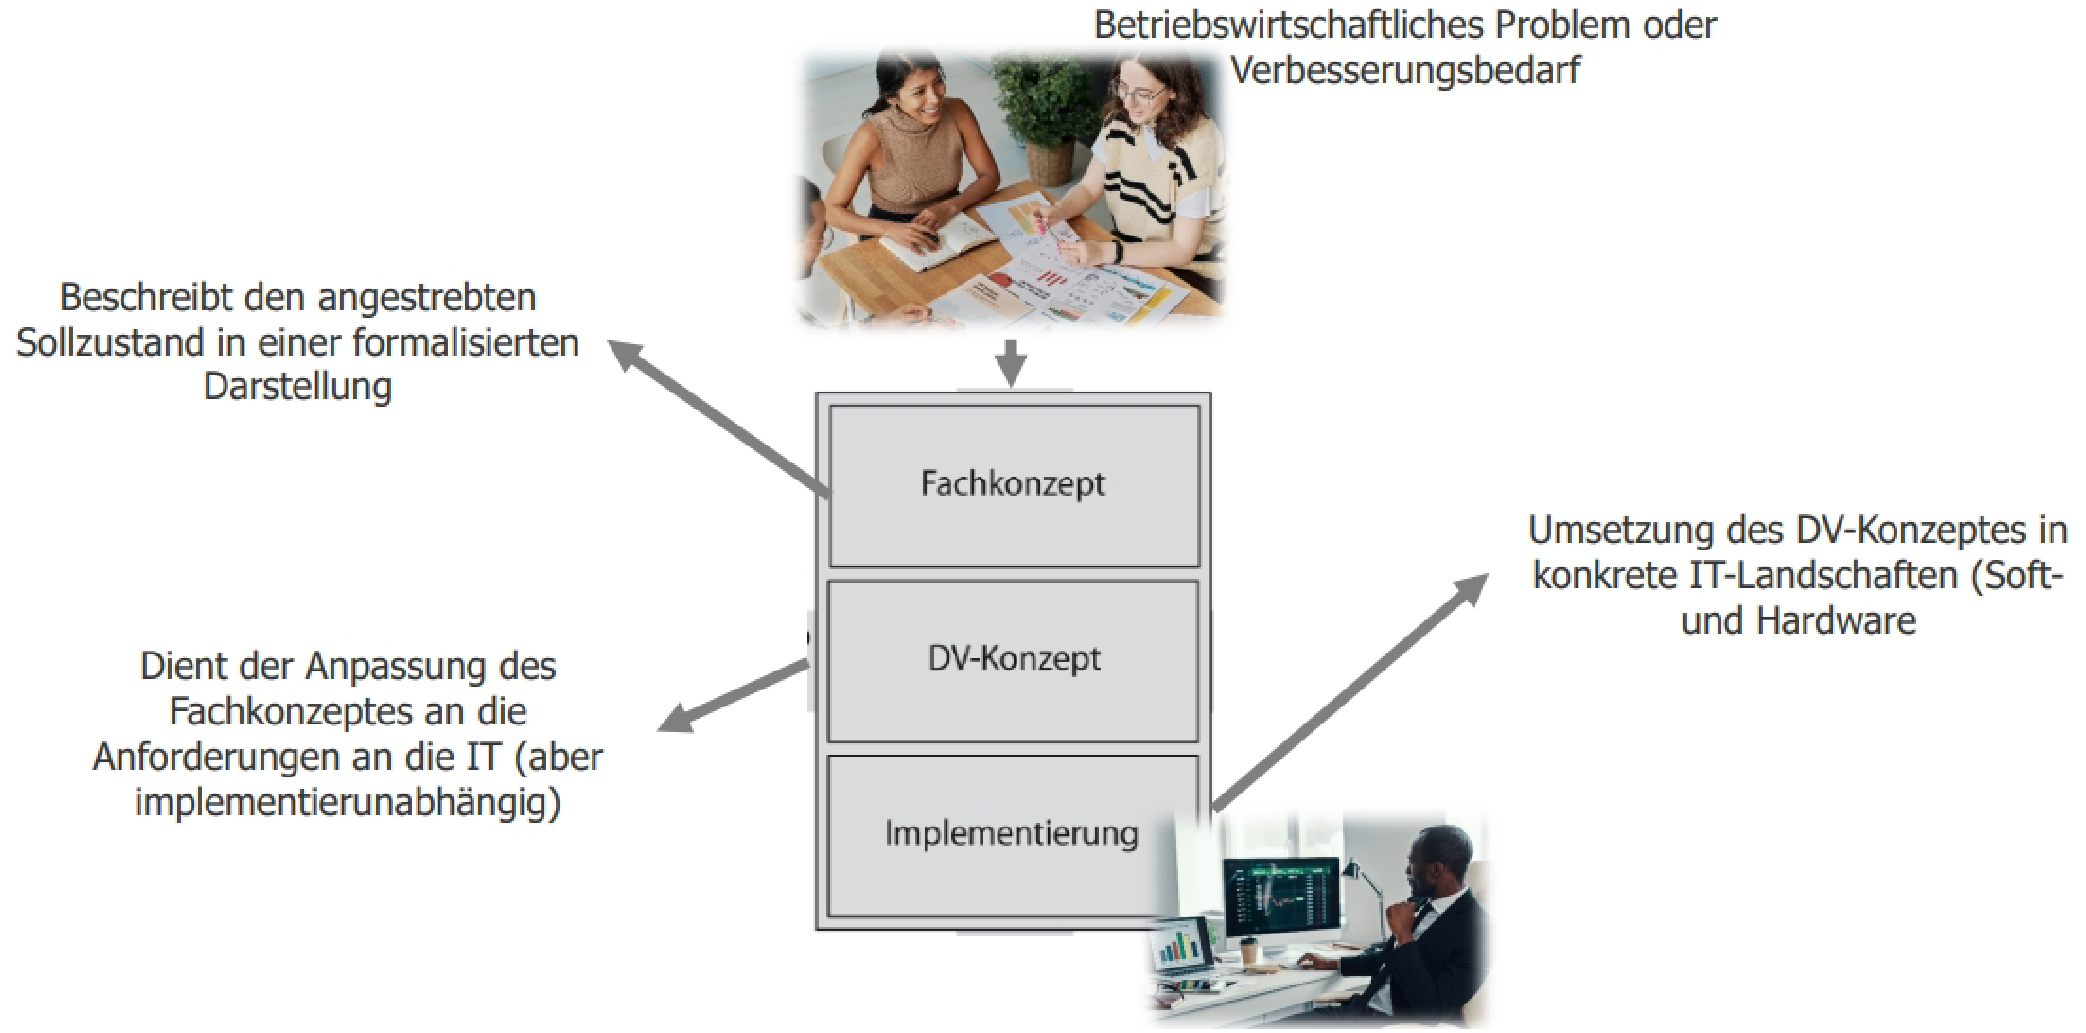 Betriebswirtschaftliches Problem oder
Verbesserungsbedarf
Beschreibt den angestrebten
Sollzustand in einer formalisierten
Darstellung
Fachkonzept
Umsetzung des DV-Konzeptes in
konkrete IT-Landschaften (Soft-
und Hardware
DV-Konzept
Dient der Anpassung des
Fachkonzeptes an die
Anforderungen an die IT (aber
implementierunabhängig)
Implementierung